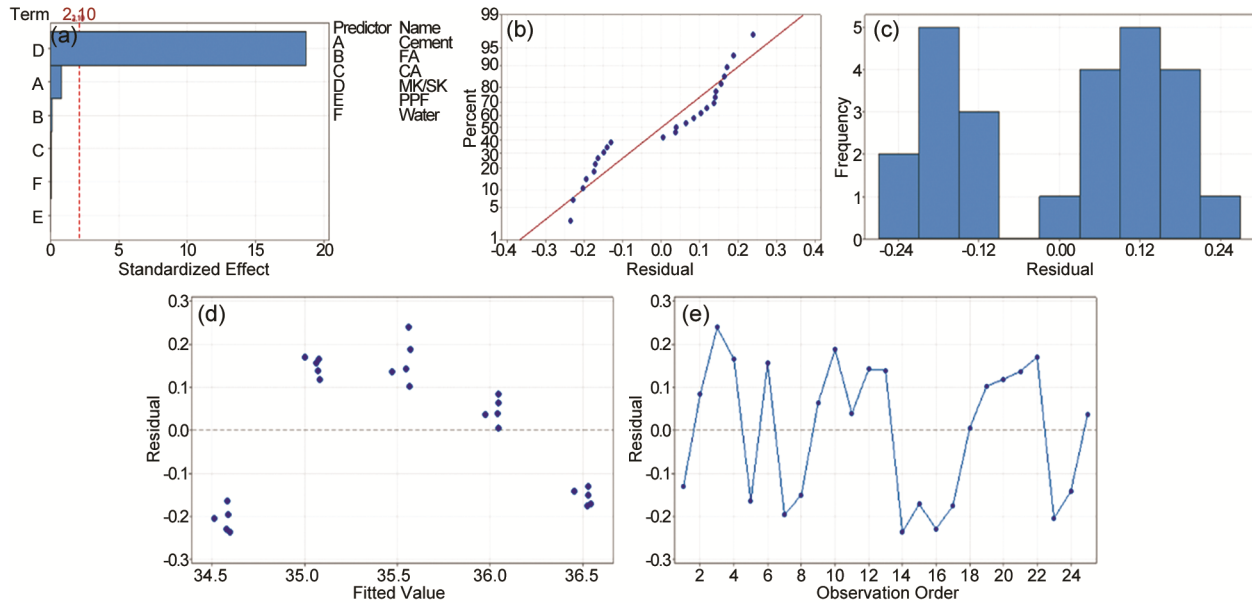 Term
2.10
(a)
D
A
B
C
F
E
0 5 10 15 20
Standardized Effect
Predictor Name
A Cement
B FA
C CA
D MK/SK
E PPF
F Water
(b)
Percent
99
95
90
80
70
60
50
40
30
20
10
5
1
-0.4 -0.3 -0.2 -0.1 0.0 0.1 0.2 0.3 0.4
Residual
(c)
Frequency
5
4
3
2
1
0
-0.24 -0.12 0.00 0.12 0.24
Residual
(d)
Residual
0.3
0.2
0.1
0.0
-0.1
-0.2
-0.3
34.5 35.0 35.5 36.0 36.5
Fitted Value
(e)
Residual
0.3
0.2
0.1
0.0
-0.1
-0.2
-0.3
2 4 6 8 10 12 14 16 18 20 22 24
Observation Order